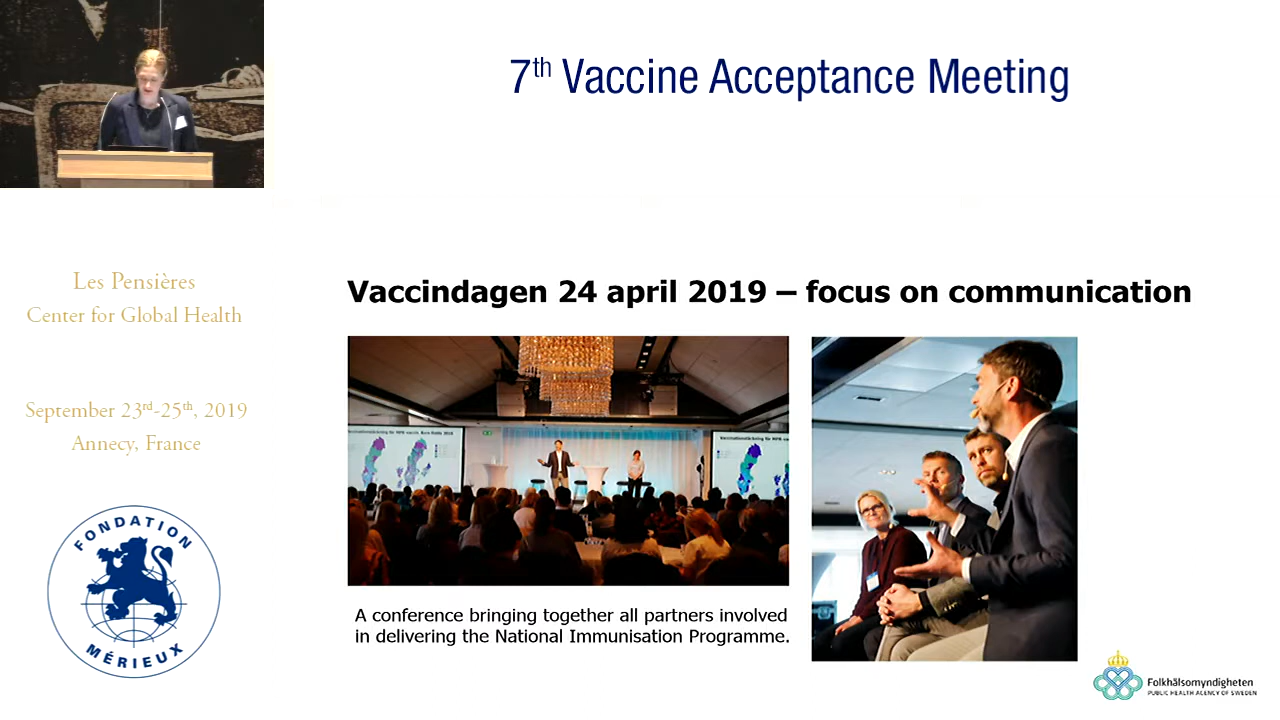 7th Vaccine Acceptance Meeting
Les Pensières
Center for Global Health
September 23rd-25th, 2019
Annecy, France
FONDATION
MÉRIEUX
Vaccindagen 24 april 2019 – focus on communication
A conference bringing together all partners involved
in delivering the National Immunisation Programme.
Folkhälsomyndigheten
PUBLIC HEALTH AGENCY OF SWEDEN